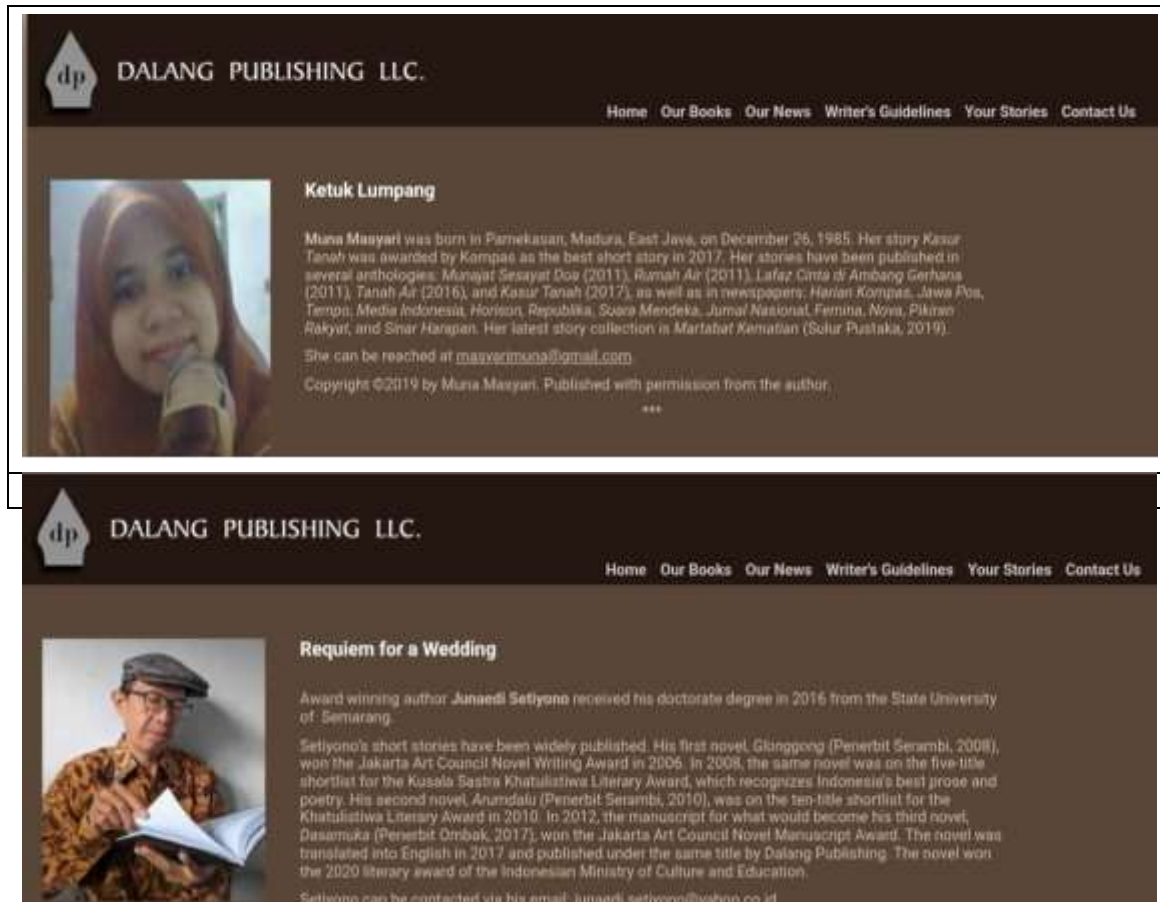 dp
DALANG PUBLISHING LLC.
Home Our Books Our News Writer's Guidelines Your Stories Contact Us
Ketuk Lumpang
Muna Masyari was born in Pamekasan, Madura, East Java, on December 26, 1985. Her story Kasur
Tanah was awarded by Kompas as the best short story in 2017. Her stories have been published in
several anthologies: Munajat Sesayat Doa (2011), Rumah Air (2011), Lafaz Cinta di Ambang Gerhana
(2011), Tanah Air (2016), and Kasur Tanah (2017), as well as in newspapers: Harian Kompas, Jawa Pos,
Tempo, Media Indonesia, Horison, Republika, Suara Mendeka, Jurnal Nasional, Femina, Nova, Pikiran
Rakyat, and Sinar Harapan. Her latest story collection is Martabat Kematian (Sulur Pustaka, 2019).
She can be reached at masyarimuna@gmail.com.
Copyright ©2019 by Muna Masyari. Published with permission from the author.
***
dp
DALANG PUBLISHING LLC.
Home Our Books Our News Writer's Guidelines Your Stories Contact Us
Requiem for a Wedding
Award winning author Junaedi Setiyono received his doctorate degree in 2016 from the State University
of Semarang.
Setiyono's short stories have been widely published. His first novel, Glonggong (Penerbit Serambi, 2008),
won the Jakarta Art Council Novel Writing Award in 2006. In 2008, the same novel was on the five-title
shortlist for the Kusala Sastra Khatulistiwa Literary Award, which recognizes Indonesia's best prose and
poetry. His second novel, Arumdalu (Penerbit Serambi, 2010), was on the ten-title shortlist for the
Khatulistiwa Literary Award in 2010. In 2012, the manuscript for what would become his third novel,
Dasamuka (Penerbit Ombak, 2017), won the Jakarta Art Council Novel Manuscript Award. The novel was
translated into English in 2017 and published under the same title by Dalang Publishing. The novel won
the 2020 literary award of the Indonesian Ministry of Culture and Education.
Setiyono can be contacted via his email: junaedi.setiyono@yahoo.co.id